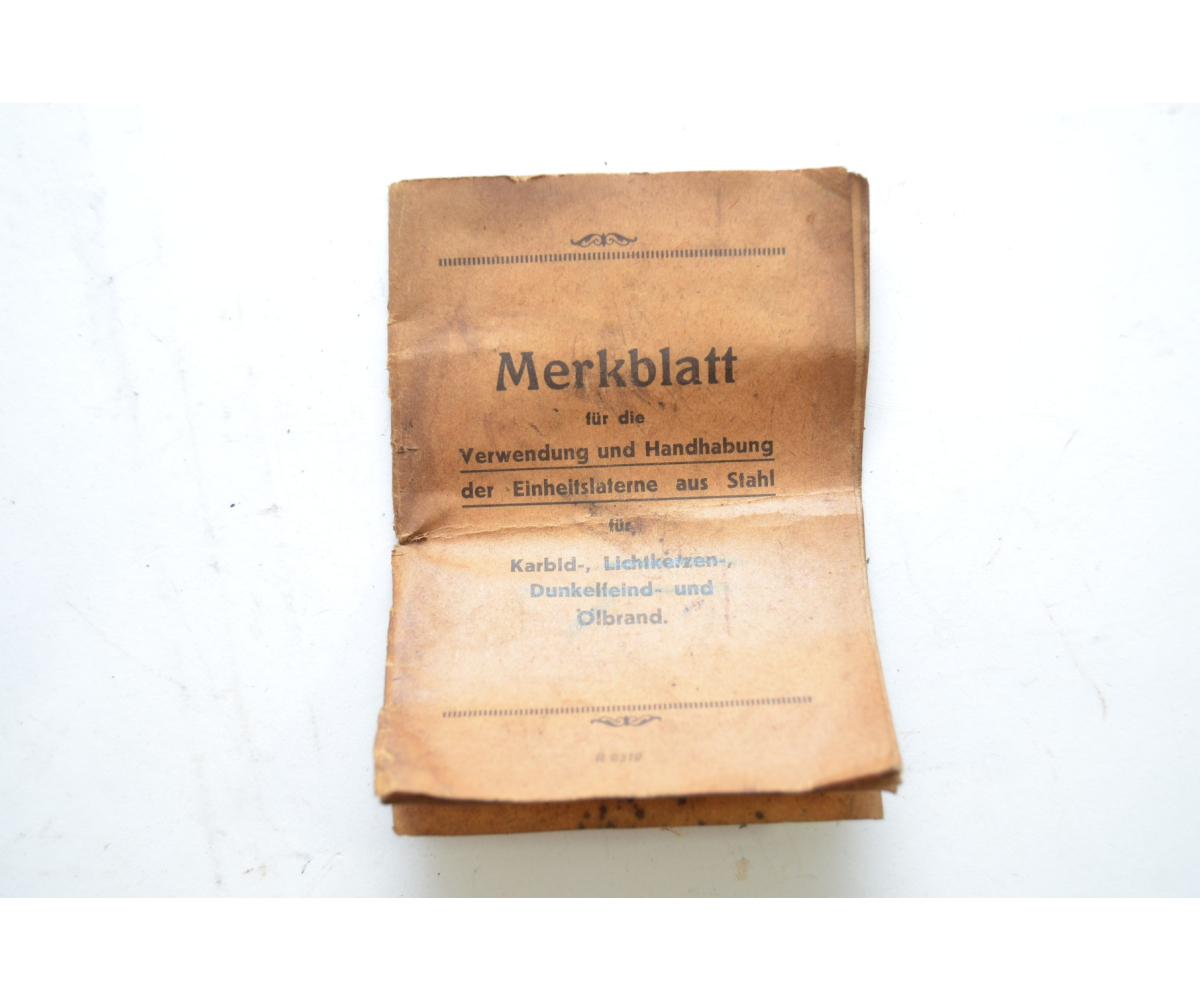 Merkblatt
für die
Verwendung und Handhabung
der Einheitslaterne aus Stahl
für
Karbid-, Lichtkerzen-,
Dunkelfeind- und
Ölbrand.